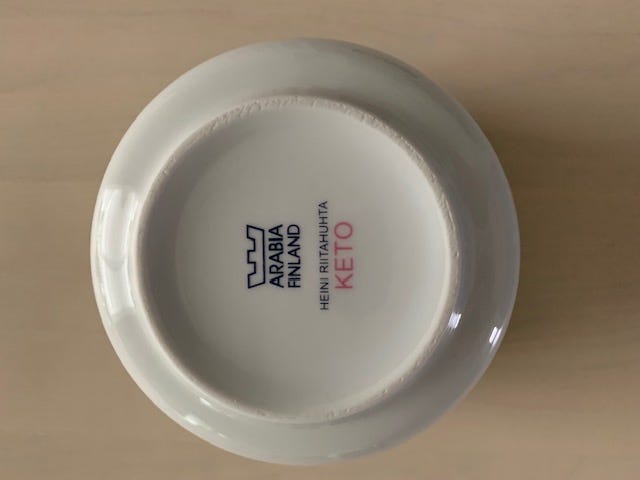 ARABIA
FINLAND
HEINI RIITAHUHTA
KETO